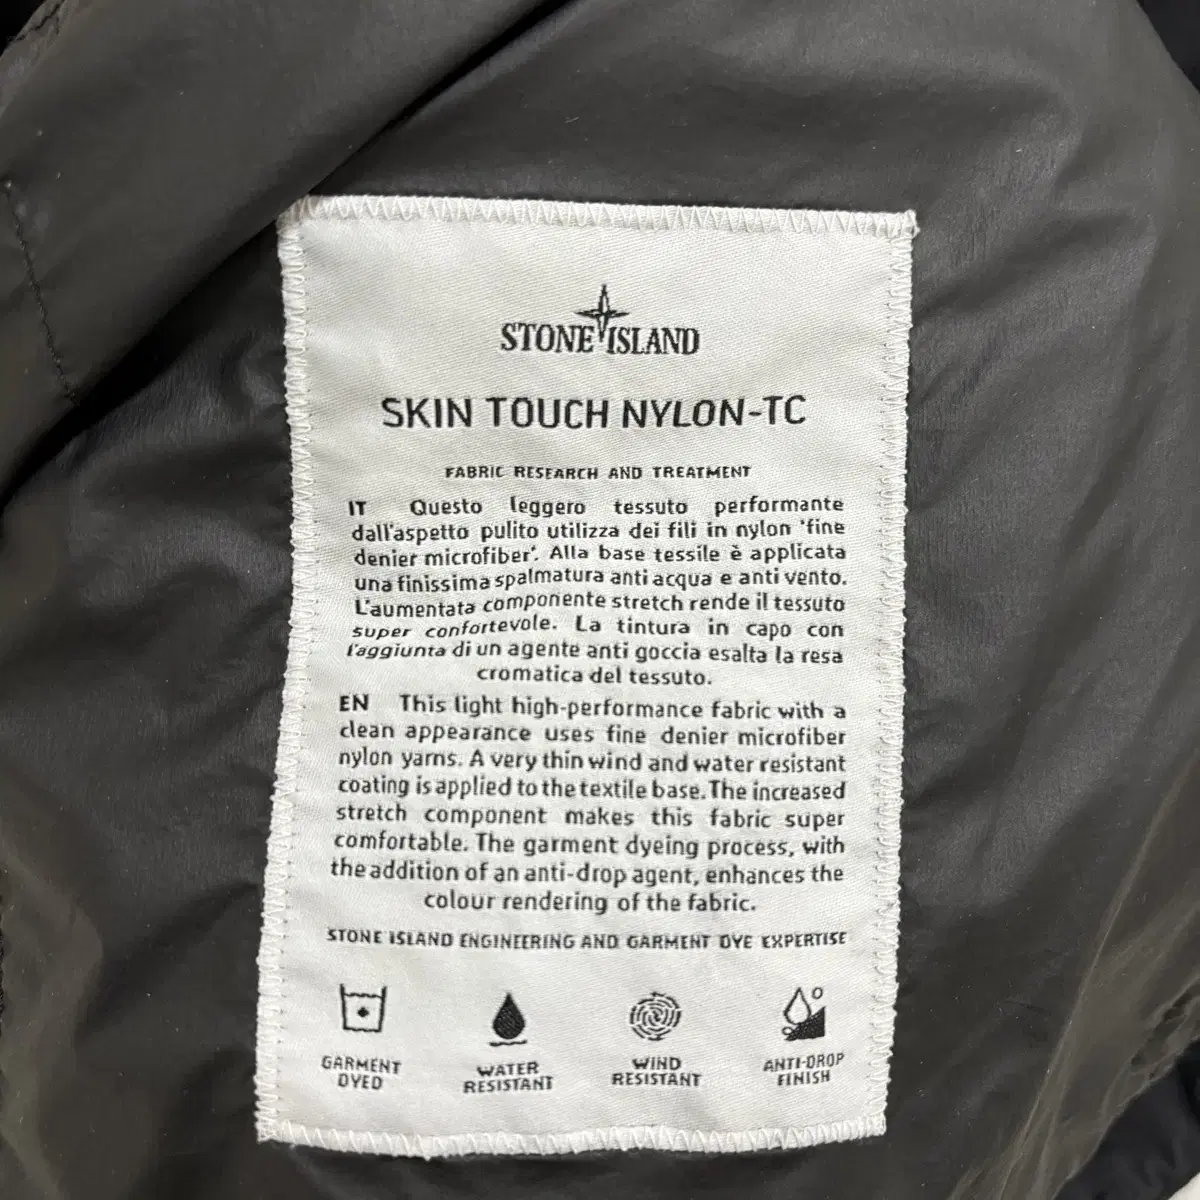 STONE ISLAND
SKIN TOUCH NYLON-TC
FABRIC RESEARCH AND TREATMENT
IT Questo leggero tessuto performante
dall'aspetto pulito utilizza dei fili in nylon 'fine
denier microfiber'. Alla base tessile è applicata
una finissima spalmatura anti acqua e anti vento.
L'aumentata componente stretch rende il tessuto
super confortevole. La tintura in capo con
l'aggiunta di un agente anti goccia esalta la resa
cromatica del tessuto.
EN This light high-performance fabric with a
clean appearance uses fine denier microfiber
nylon yarns. A very thin wind and water resistant
coating is applied to the textile base. The increased
stretch component makes this fabric super
comfortable. The garment dyeing process, with
the addition of an anti-drop agent, enhances the
colour rendering of the fabric.
STONE ISLAND ENGINEERING AND GARMENT DYE EXPERTISE
GARMENT
DYED
WATER
RESISTANT
WIND
RESISTANT
ANTI-DROP
FINISH